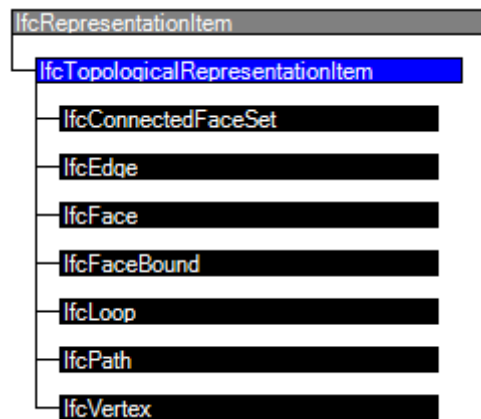 IfcRepresentationItem
IfcTopologicalRepresentationItem
IfcConnectedFaceSet
IfcEdge
IfcFace
IfcFaceBound
IfcLoop
IfcPath
IfcVertex